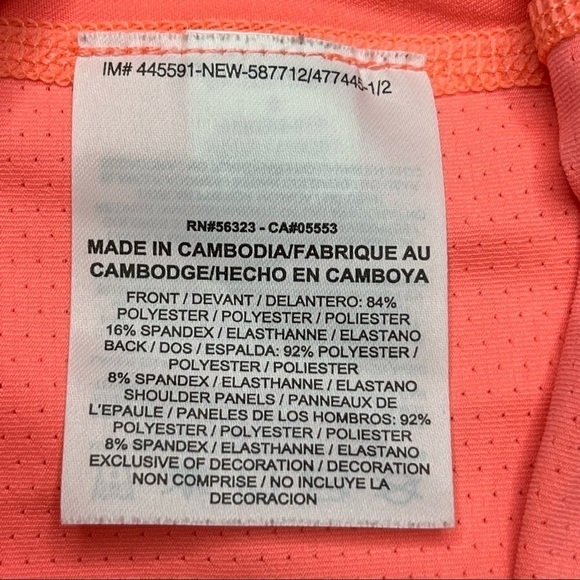 IM# 445591-NEW-587712/477445-1/2
RN#56323 - CA#05553
MADE IN CAMBODIA/FABRIQUE AU
CAMBODGE/HECHO EN CAMBOYA
FRONT / DEVANT / DELANTERO: 84%
POLYESTER / POLYESTER / POLIESTER
16% SPANDEX / ELASTHANNE / ELASTANO
BACK / DOS / ESPALDA: 92% POLYESTER /
POLYESTER / POLIESTER
8% SPANDEX / ELASTHANNE / ELASTANO
SHOULDER PANELS / PANNEAUX DE
L'EPAULE / PANELES DE LOS HOMBROS: 92%
POLYESTER / POLYESTER / POLIESTER
8% SPANDEX / ELASTHANNE / ELASTANO
EXCLUSIVE OF DECORATION / DECORATION
NON COMPRISE / NO INCLUYE LA
DECORACION